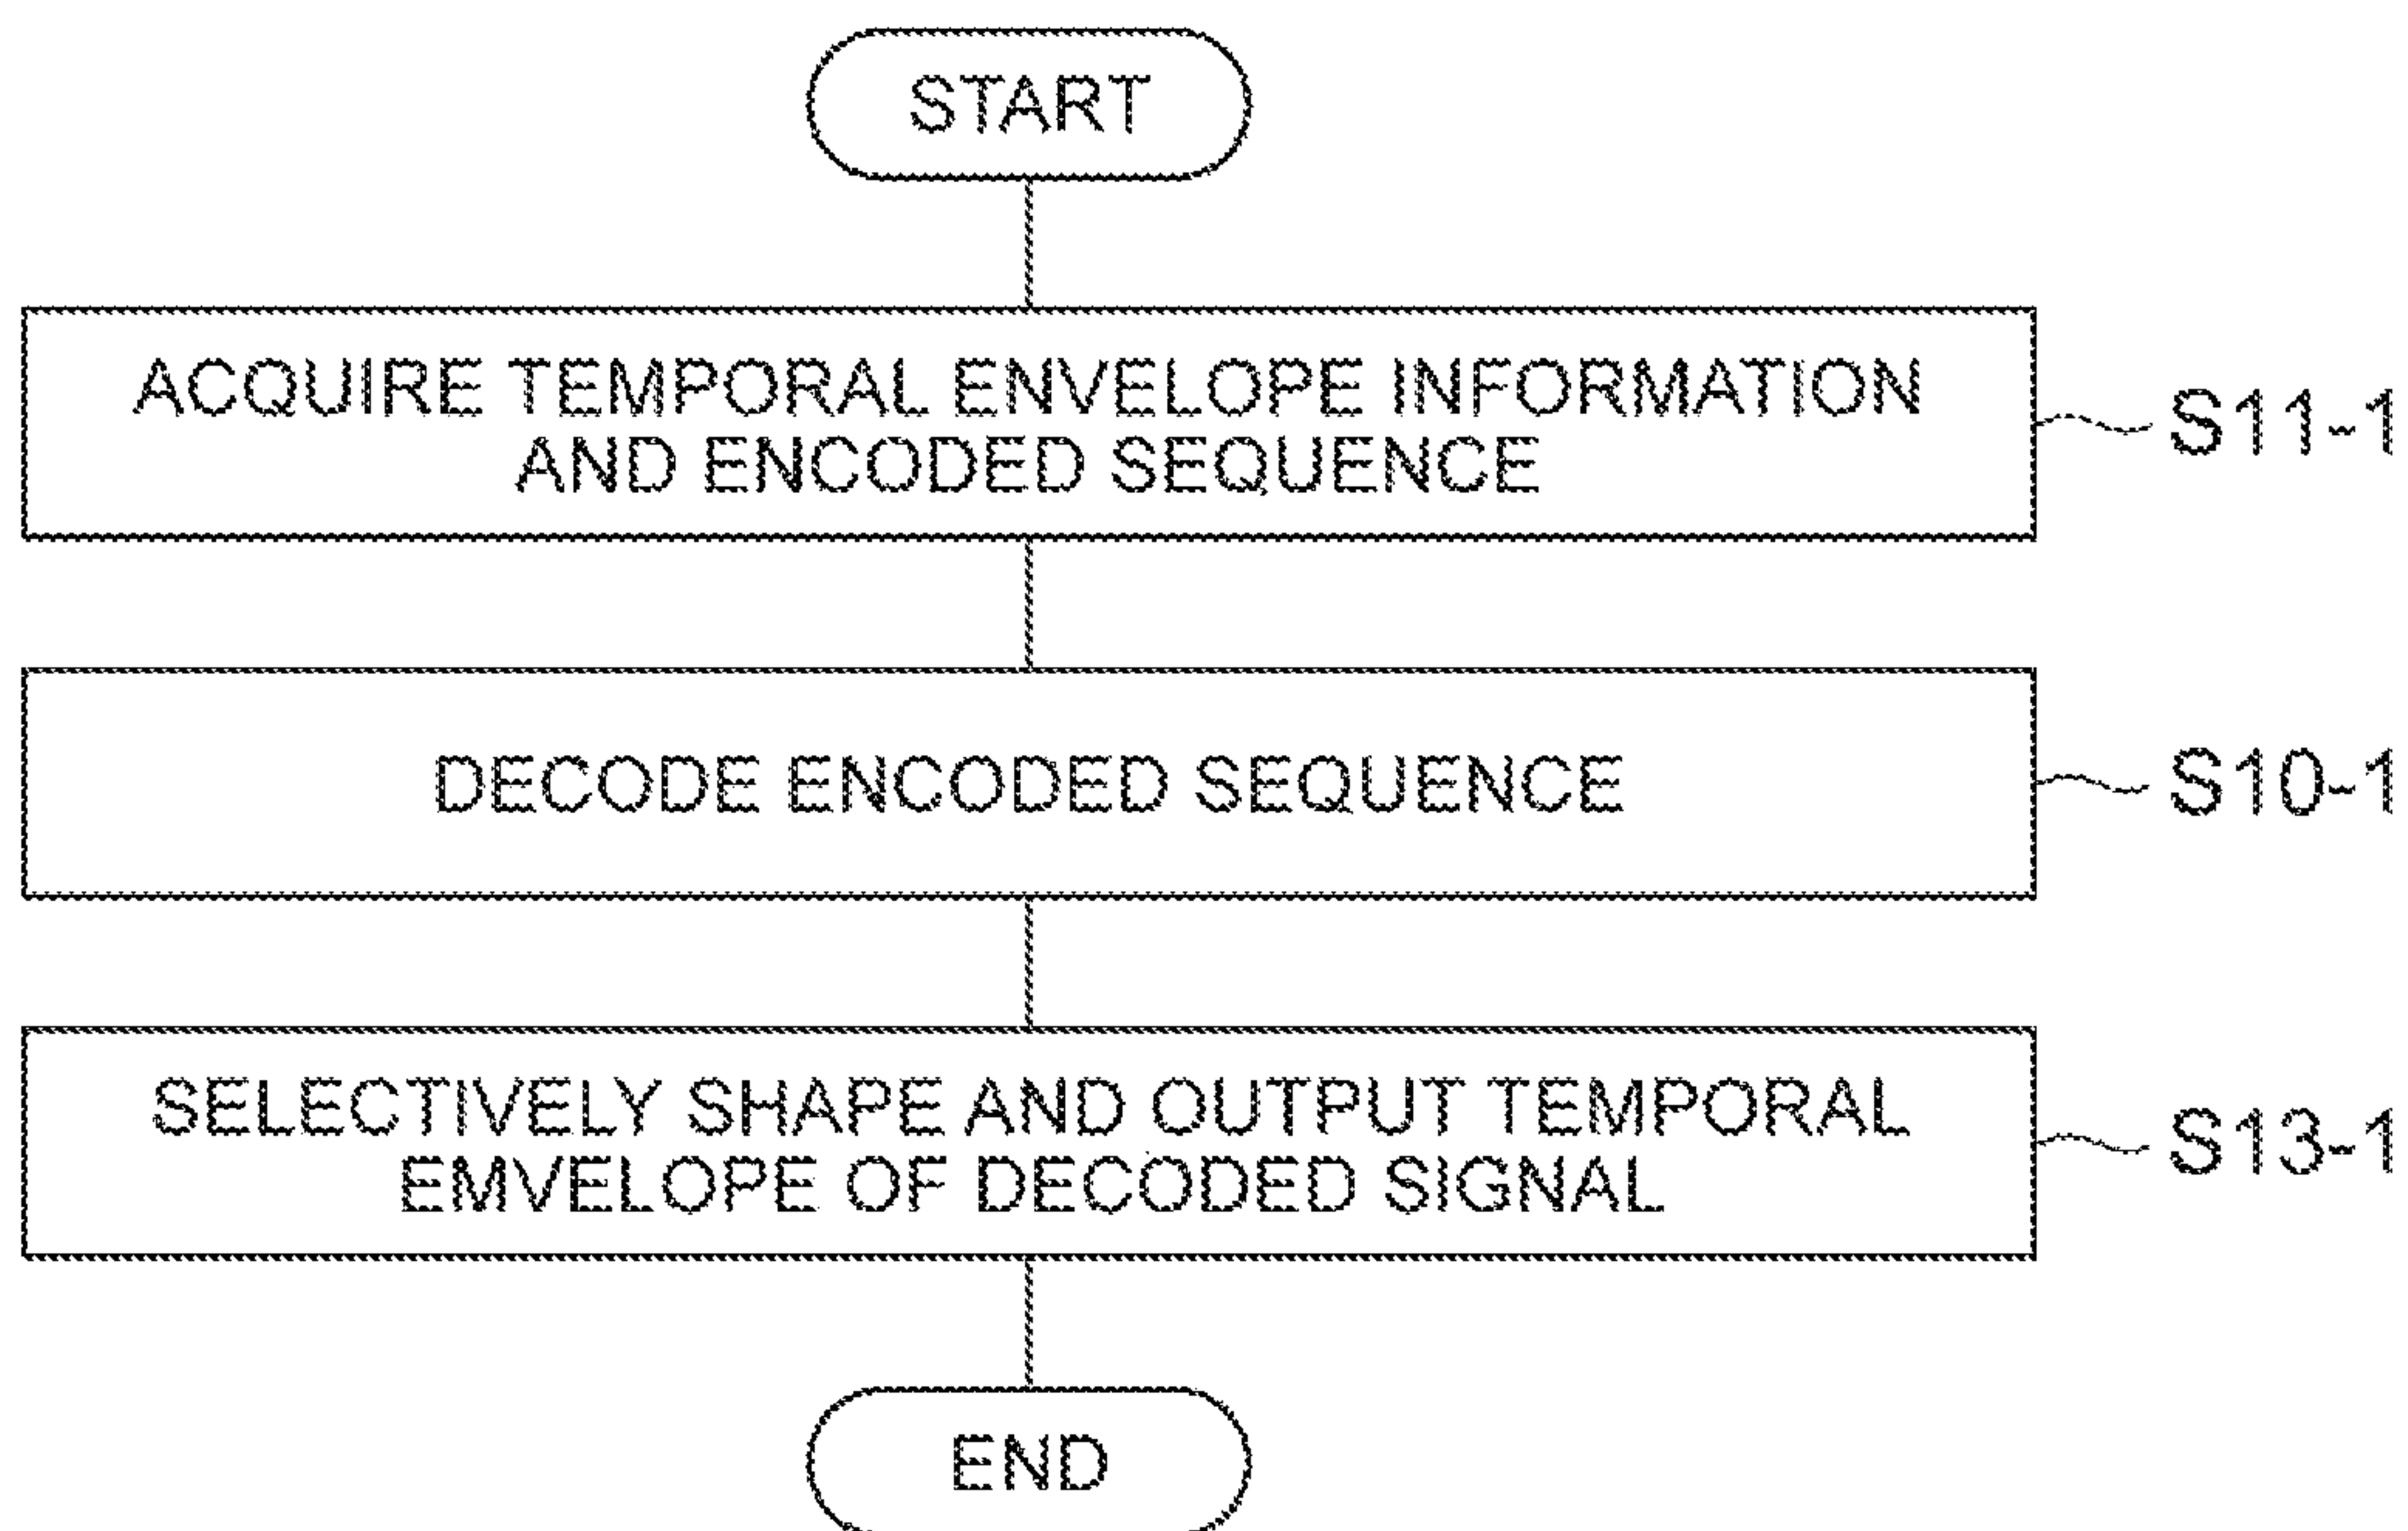 START
ACQUIRE TEMPORAL ENVELOPE INFORMATION
AND ENCODED SEQUENCE
S11-1
DECODE ENCODED SEQUENCE
S10-1
SELECTIVELY SHAPE AND OUTPUT TEMPORAL
EMVELOPE OF DECODED SIGNAL
S13-1
END